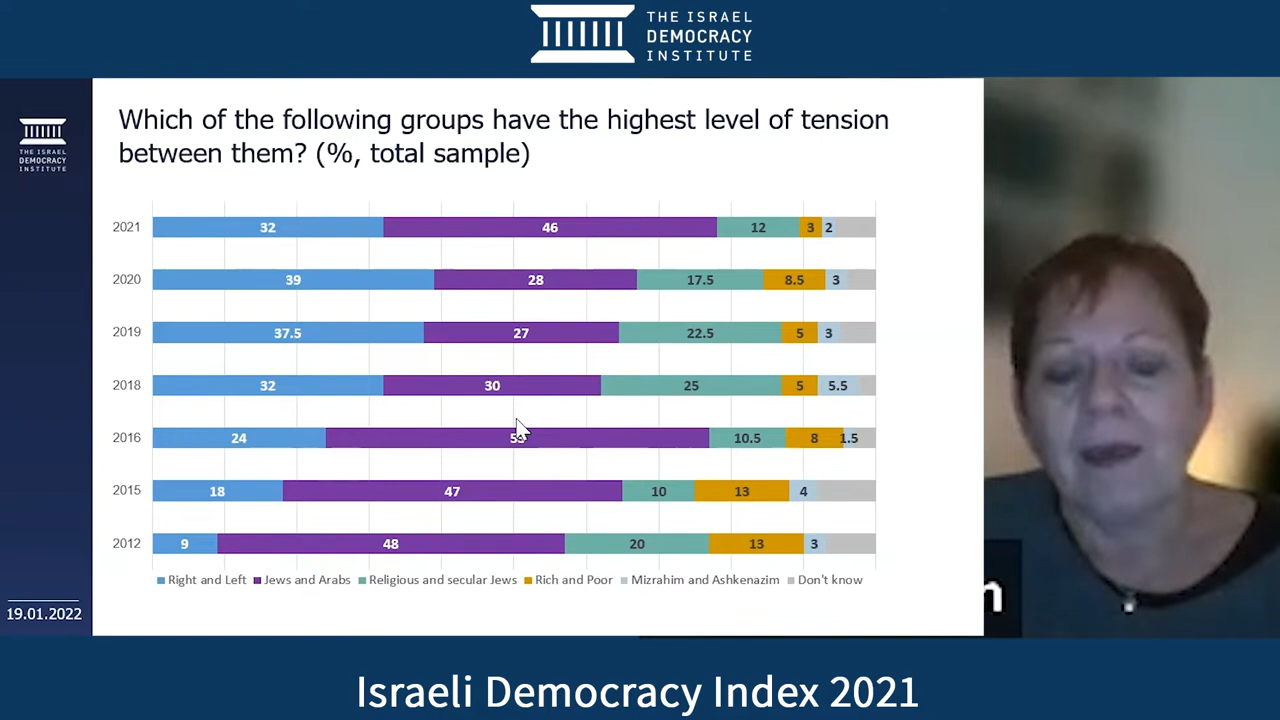 THE ISRAEL
DEMOCRACY
INSTITUTE
THE ISRAEL
DEMOCRACY
INSTITUTE
Which of the following groups have the highest level of tension
between them? (%, total sample)
2021 32 46 12 3 2
2020 39 28 17.5 8.5 3
2019 37.5 27 22.5 5 3
2018 32 30 25 5 5.5
2016 24 10.5 8 1.5
2015 18 47 10 13 4
2012 9 48 20 13 3
Right and Left Jews and Arabs Religious and secular Jews Rich and Poor Mizrahim and Ashkenazim Don't know
19.01.2022
Israeli Democracy Index 2021